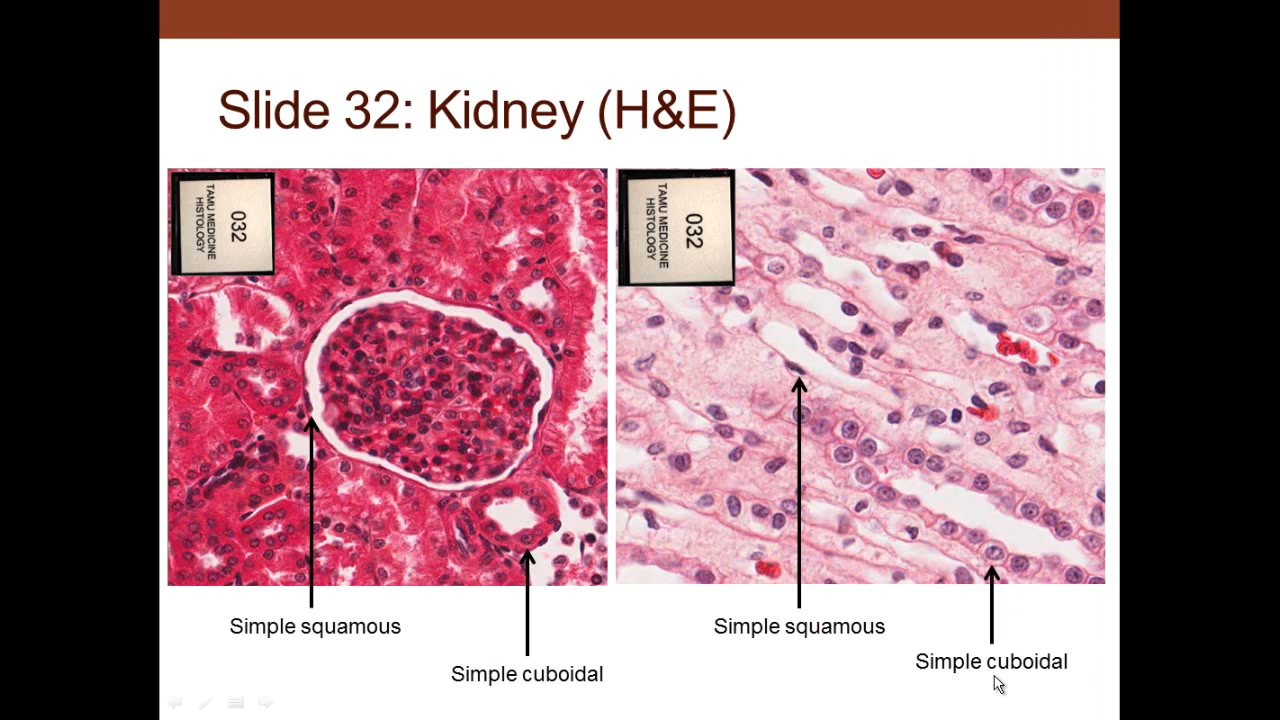 Slide 32: Kidney (H&E)
032
TAMU MEDICINE
HISTOLOGY
032
TAMU MEDICINE
HISTOLOGY
Simple squamous
Simple cuboidal
Simple squamous
Simple cuboidal